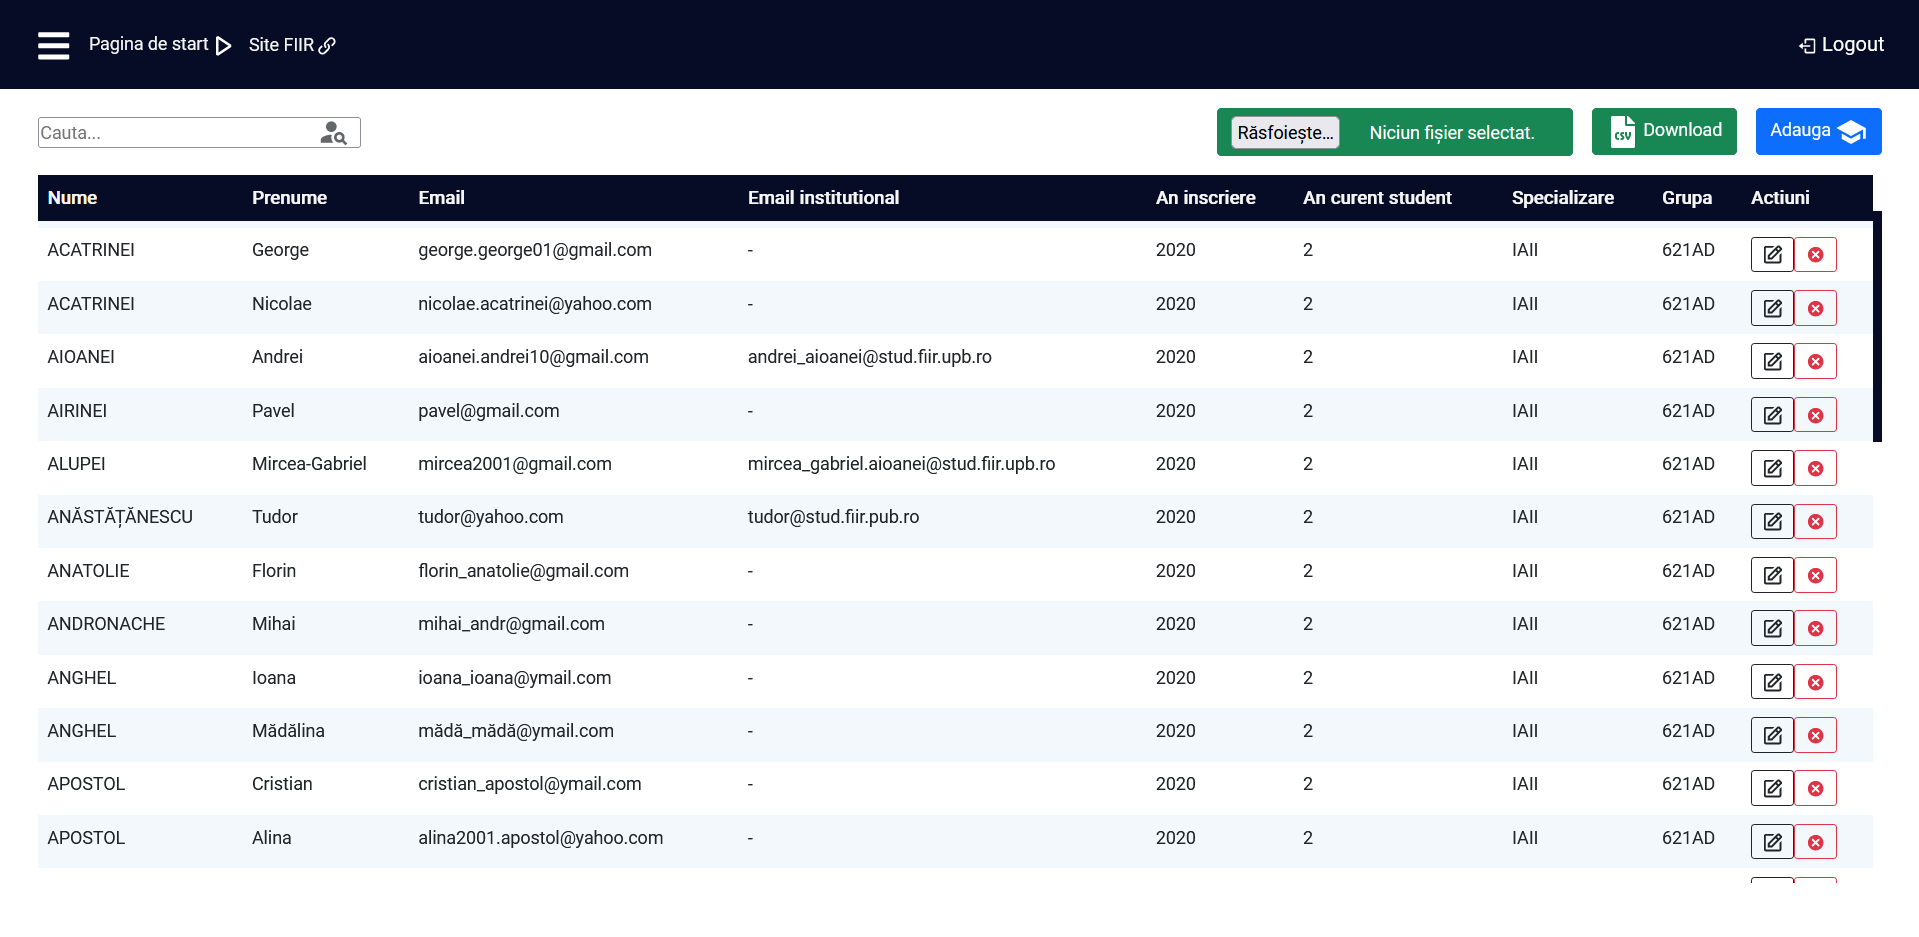 Pagina de start Site FIIR Logout
Cauta... Răsfoiește... Niciun fișier selectat. CSV Download Adauga
Nume Prenume Email Email institutional An inscriere An curent student Specializare Grupa Actiuni
ACATRINEI George george.george01@gmail.com - 2020 2 IAII 621AD
ACATRINEI Nicolae nicolae.acatrinei@yahoo.com - 2020 2 IAII 621AD
AIOANEI Andrei aioanei.andrei10@gmail.com andrei_aioanei@stud.fiir.upb.ro 2020 2 IAII 621AD
AIRINEI Pavel pavel@gmail.com - 2020 2 IAII 621AD
ALUPEI Mircea-Gabriel mircea2001@gmail.com mircea_gabriel.aioanei@stud.fiir.upb.ro 2020 2 IAII 621AD
ANĂSTĂȚĂNESCU Tudor tudor@yahoo.com tudor@stud.fiir.pub.ro 2020 2 IAII 621AD
ANATOLIE Florin florin_anatolie@gmail.com - 2020 2 IAII 621AD
ANDRONACHE Mihai mihai_andr@gmail.com - 2020 2 IAII 621AD
ANGHEL Ioana ioana_ioana@ymail.com - 2020 2 IAII 621AD
ANGHEL Mădălina mădă_mădă@ymail.com - 2020 2 IAII 621AD
APOSTOL Cristian cristian_apostol@ymail.com - 2020 2 IAII 621AD
APOSTOL Alina alina2001.apostol@yahoo.com - 2020 2 IAII 621AD